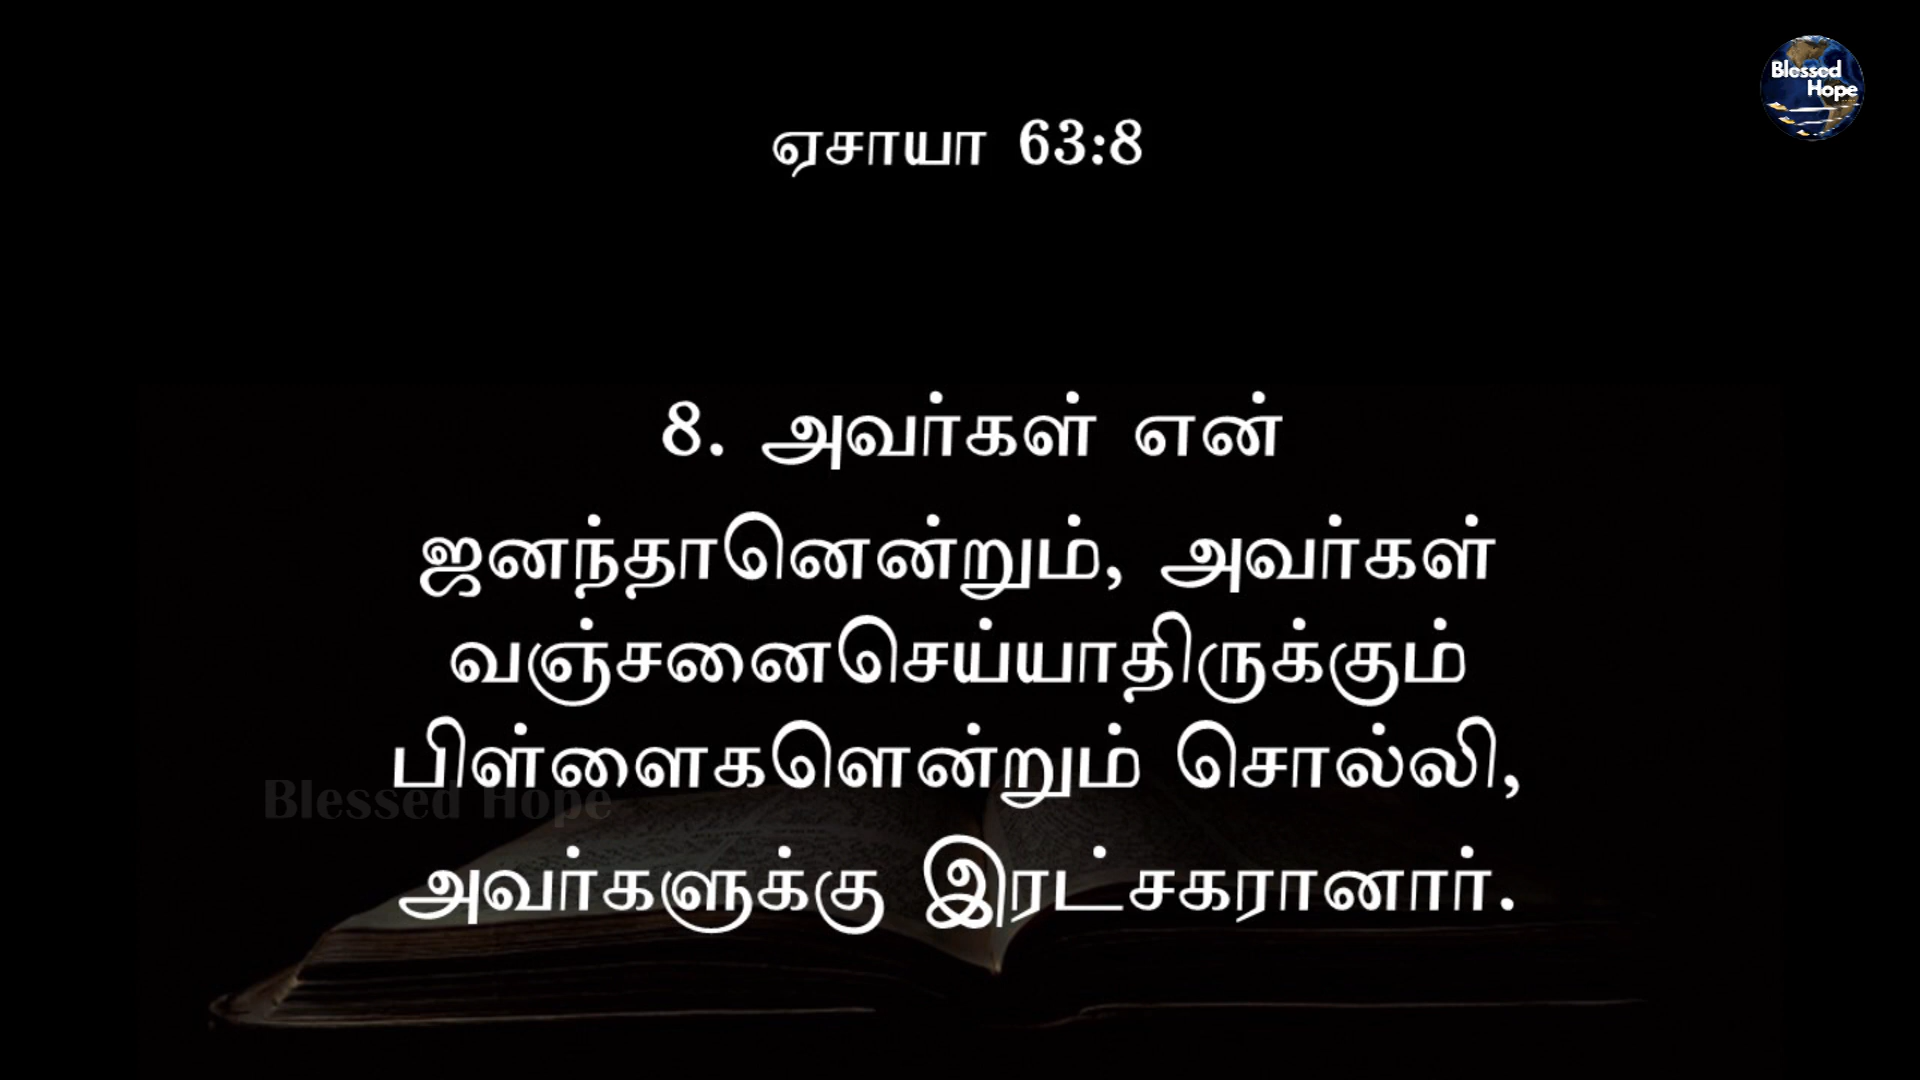 Blessed
Hope
ஏசாயா 63:8
8. அவர்கள் என்
ஜனந்தானென்றும், அவர்கள்
வஞ்சனைசெய்யாதிருக்கும்
பிள்ளைகளென்றும் சொல்லி,
Blessed Hope
அவர்களுக்கு இரட்சகரானார்.